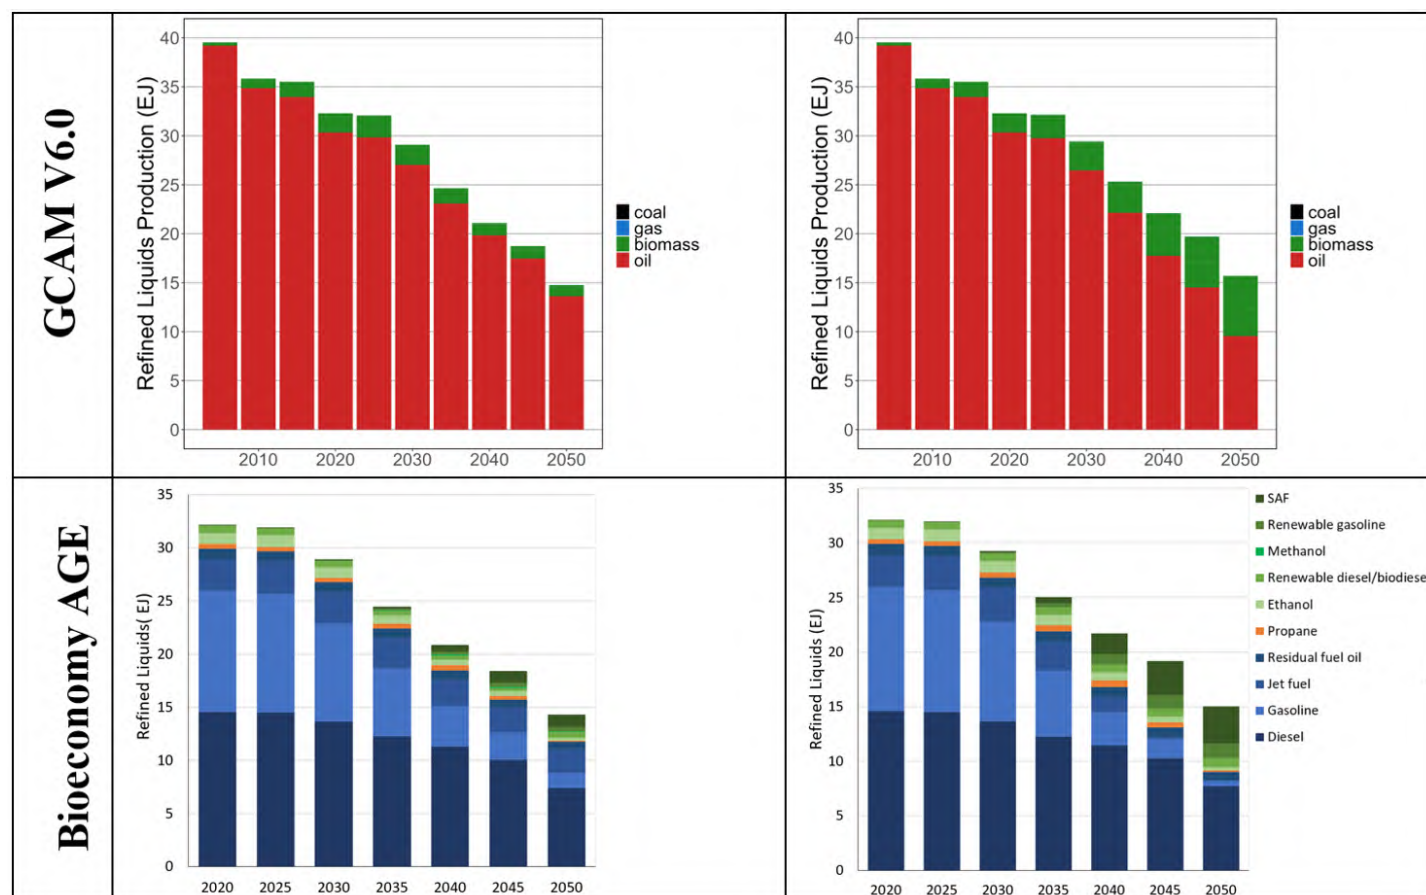 GCAM V6.0
Refined Liquids Production (EJ)
40
35
30
25
20
15
10
5
0
2010 2020 2030 2040 2050
coal
gas
biomass
oil
Refined Liquids Production (EJ)
40
35
30
25
20
15
10
5
0
2010 2020 2030 2040 2050
coal
gas
biomass
oil
Bioeconomy AGE
Refined Liquids( EJ)
35
30
25
20
15
10
5
0
2020 2025 2030 2035 2040 2045 2050
Refined Liquids (EJ)
35
30
25
20
15
10
5
0
2020 2025 2030 2035 2040 2045 2050
SAF
Renewable gasoline
Methanol
Renewable diesel/biodiese
Ethanol
Propane
Residual fuel oil
Jet fuel
Gasoline
Diesel